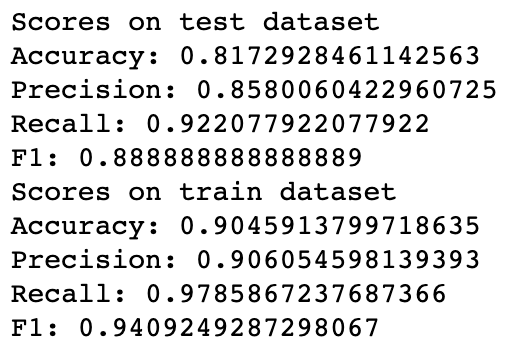 Scores on test dataset
Accuracy: 0.8172928461142563
Precision: 0.8580060422960725
Recall: 0.922077922077922
F1: 0.888888888888889
Scores on train dataset
Accuracy: 0.9045913799718635
Precision: 0.906054598139393
Recall: 0.9785867237687366
F1: 0.9409249287298067